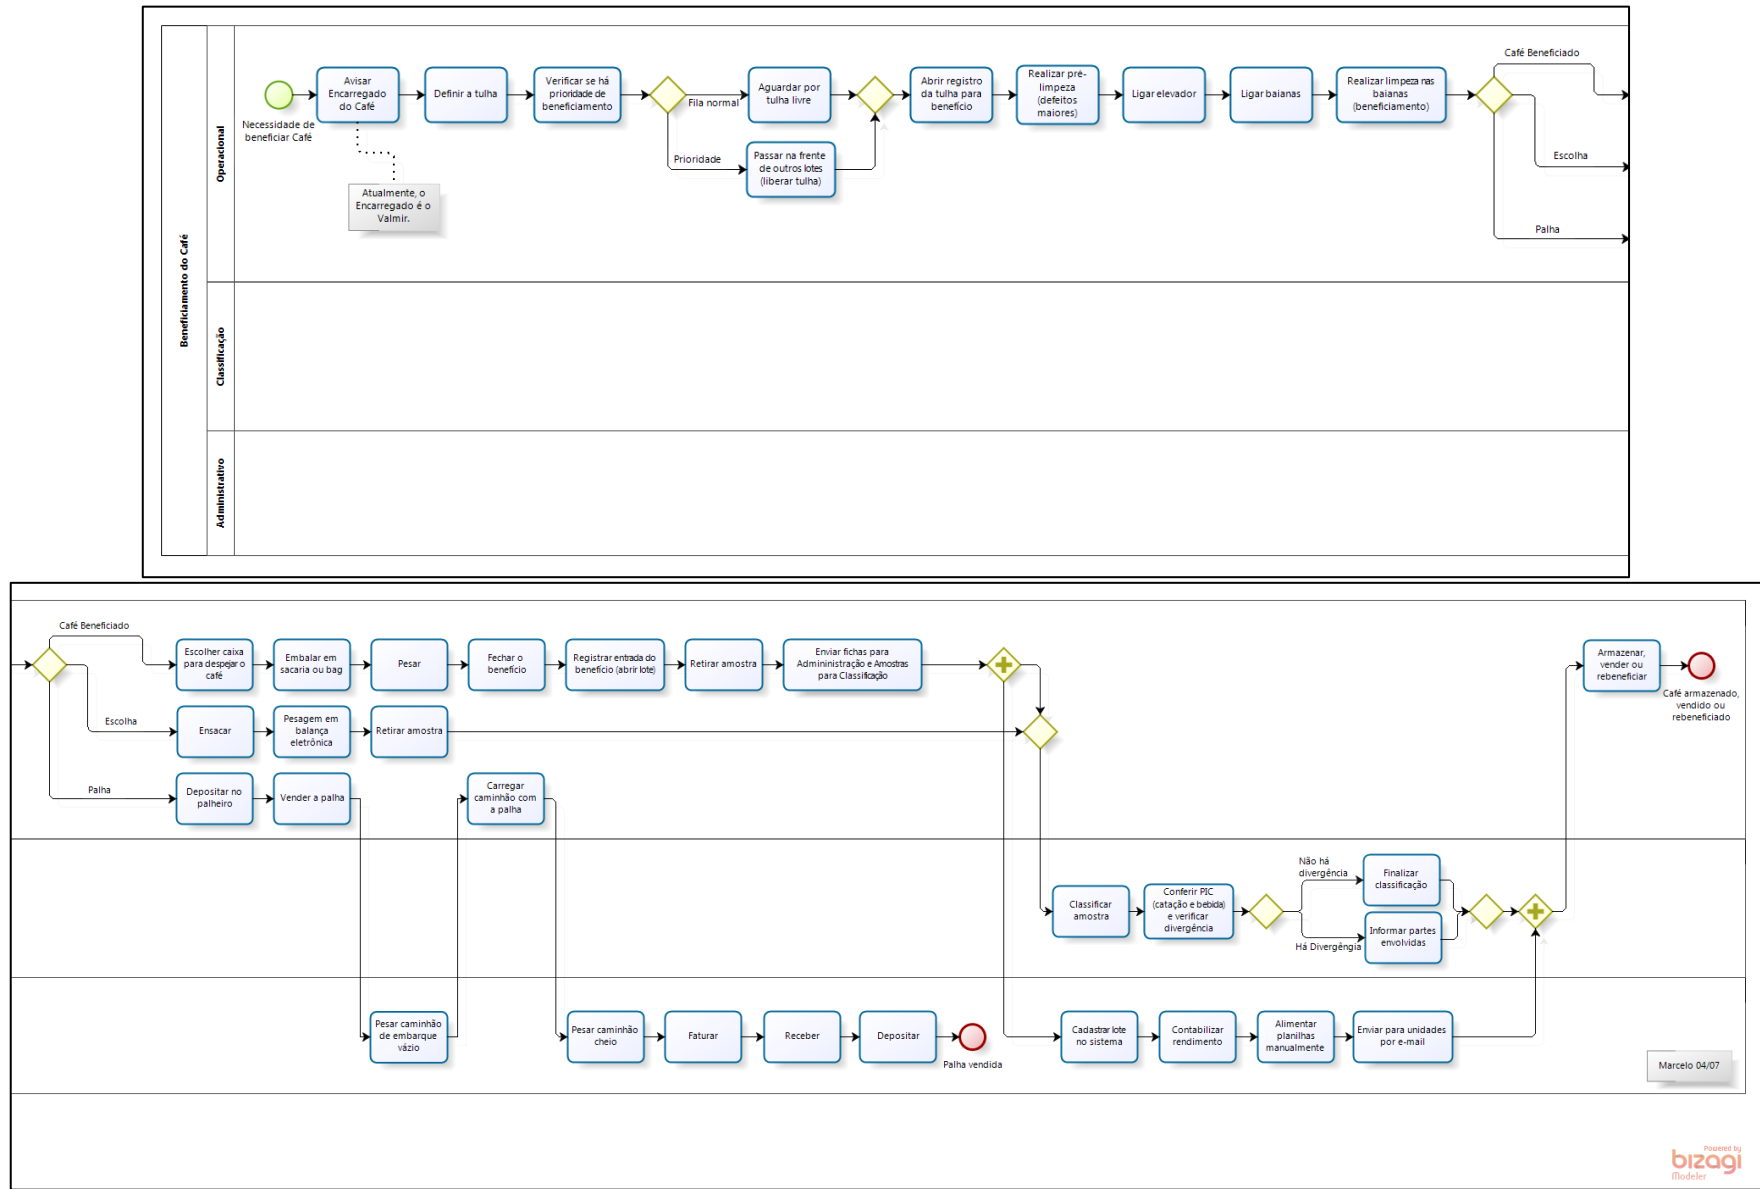 Beneficiamento do Café
Operacional
Classificação
Administrativo
Necessidade de
beneficiar Café
Avisar
Encarregado
do Café
Atualmente, o
Encarregado é o
Valmir.
Definir a tulha
Verificar se há
prioridade de
beneficiamento
Fila normal
Prioridade
Aguardar por
tulha livre
Passar na frente
de outros lotes
(liberar tulha)
Abrir registro
da tulha para
benefício
Realizar pré-
limpeza
(defeitos
maiores)
Ligar elevador
Ligar baianas
Realizar limpeza nas
baianas
(beneficiamento)
Café Beneficiado
Escolha
Palha
Café Beneficiado
Escolher caixa
para despejar o
café
Embalar em
sacaria ou bag
Pesar
Fechar o
benefício
Registrar entrada do
benefício (abrir lote)
Retirar amostra
Enviar fichas para
Admininistração e Amostras
para Classificação
Armazenar,
vender ou
rebeneficiar
Café armazenado,
vendido ou
rebeneficiado
Escolha
Ensacar
Pesagem em
balança
eletrônica
Retirar amostra
Palha
Depositar no
palheiro
Vender a palha
Carregar
caminhão com
a palha
Classificar
amostra
Conferir PIC
(catação e bebida)
e verificar
divergência
Não há
divergência
Finalizar
classificação
Há Divergêngia
Informar partes
envolvidas
Pesar caminhão
de embarque
vázio
Pesar caminhão
cheio
Faturar
Receber
Depositar
Palha vendida
Cadastrar lote
no sistema
Contabilizar
rendimento
Alimentar
planilhas
manualmente
Enviar para unidades
por e-mail
Marcelo 04/07
Powered by
bizagi
Modeler